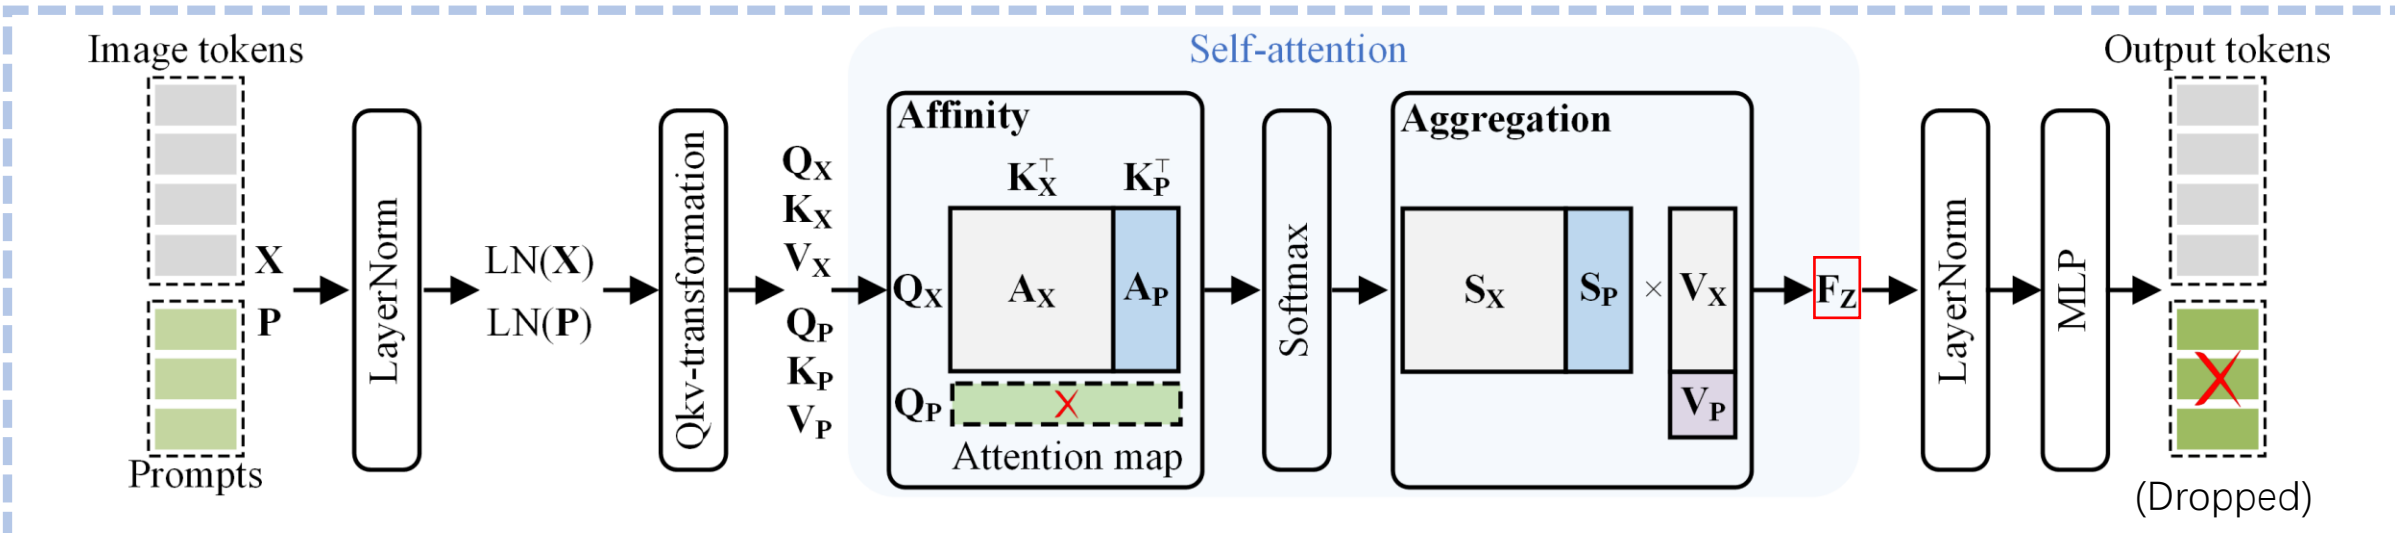 Image tokens
X
P
Prompts
LayerNorm
LN(X)
LN(P)
Qkv-transformation
Q_X
K_X
V_X
Q_P
K_P
V_P
Self-attention
Affinity
K_X^⊤ K_P^⊤
Q_X A_X A_P
Q_P X
Attention map
Softmax
Aggregation
S_X S_P × V_X
V_P
F_Z
LayerNorm
MLP
Output tokens
X
(Dropped)